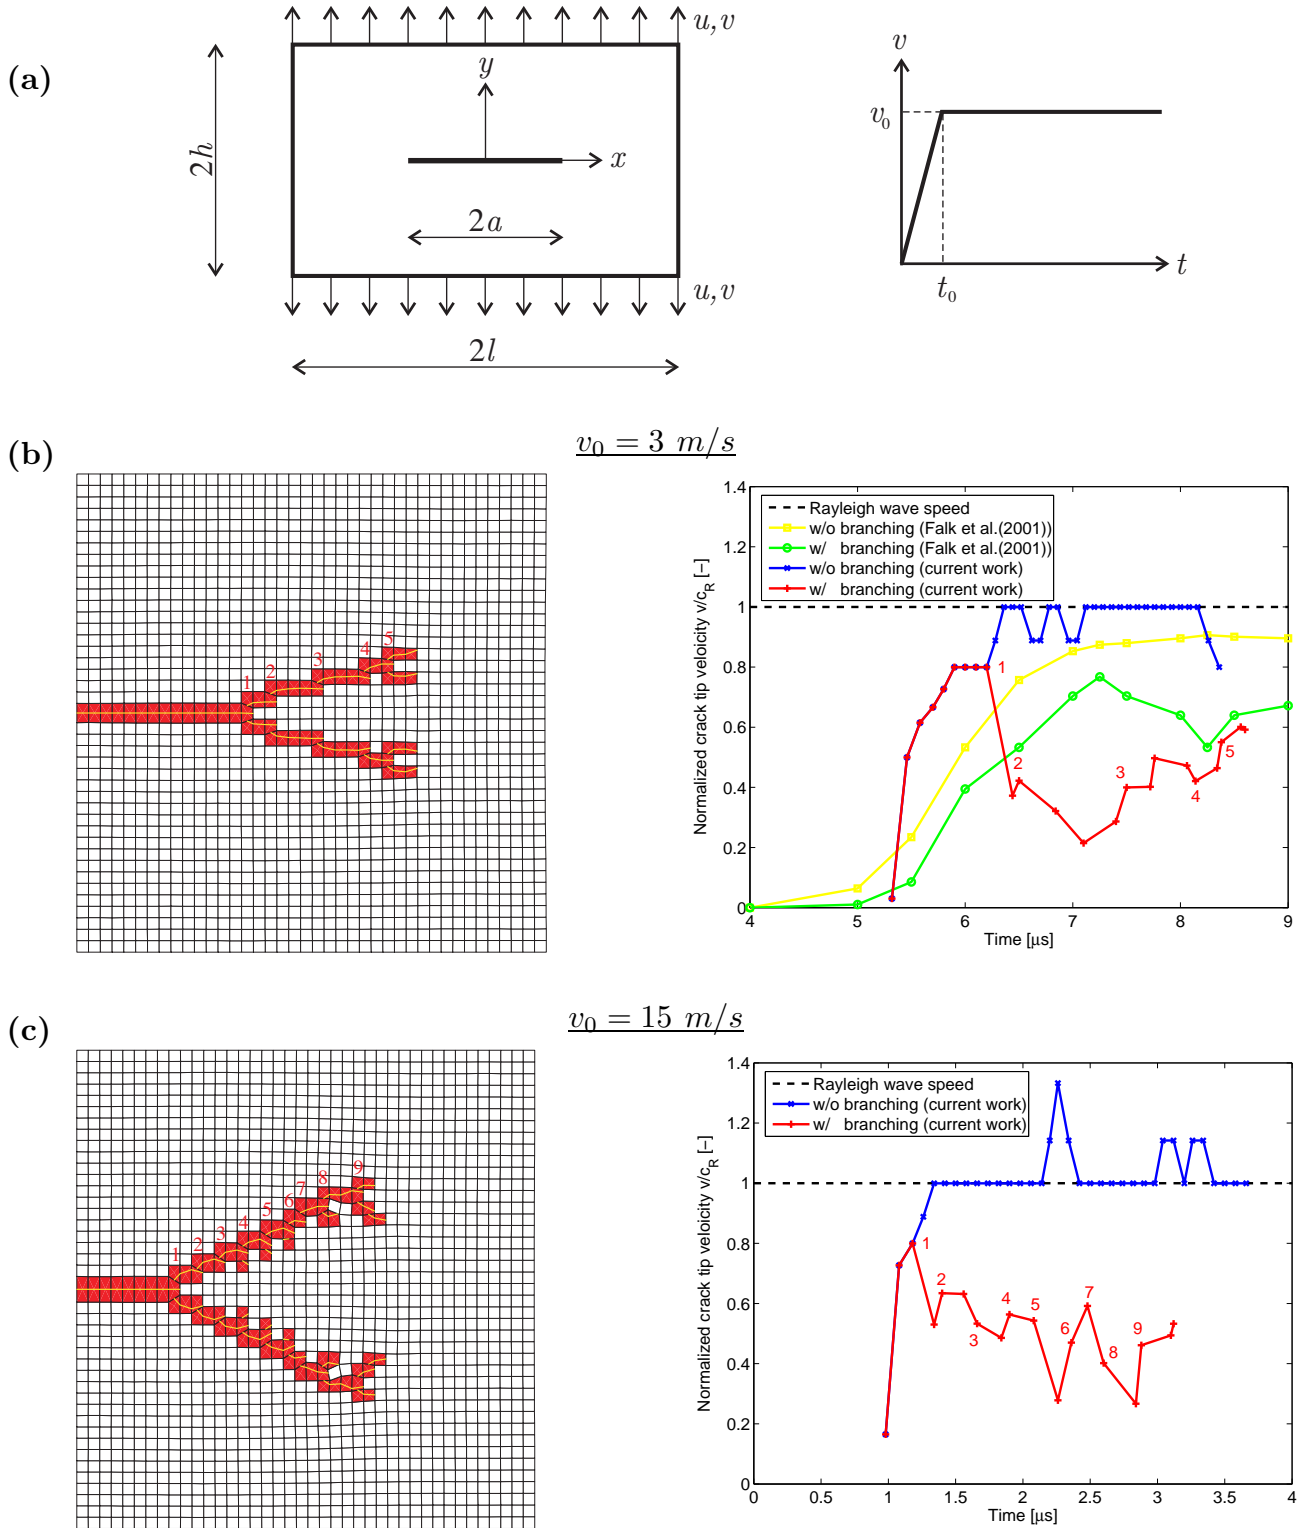 (a)
u, v
y
x
2h
2a
u, v
2l
v
v0
t0
t
(b)
v0 = 3 m/s
1
2
3
4
5
Normalized crack tip veloicity v/cR [–]
1.4
1.2
1
0.8
0.6
0.4
0.2
0
Rayleigh wave speed
w/o branching (Falk et al.(2001))
w/ branching (Falk et al.(2001))
w/o branching (current work)
w/ branching (current work)
1
2
3
4
5
4 5 6 7 8 9
Time [μs]
(c)
v0 = 15 m/s
1
2
3
4
5
6
7
8
9
Normalized crack tip veloicity v/cR [–]
1.4
1.2
1
0.8
0.6
0.4
0.2
0
Rayleigh wave speed
w/o branching (current work)
w/ branching (current work)
1
2
3
4
5
6
7
8
9
0 0.5 1 1.5 2 2.5 3 3.5 4
Time [μs]